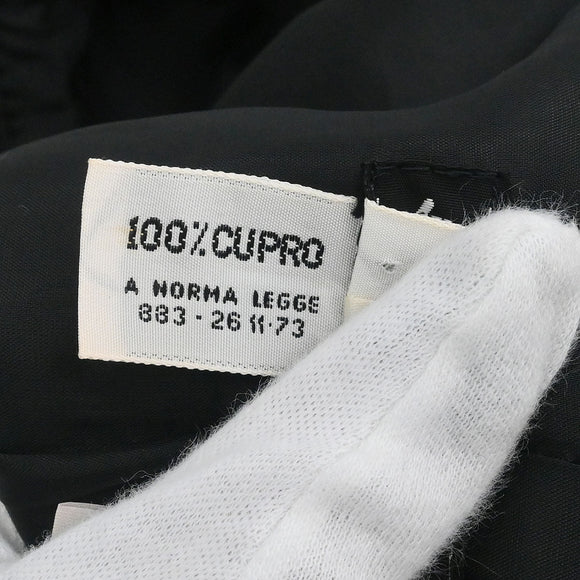 100% CUPRO
A NORMA LEGGE
883 - 26 11-73